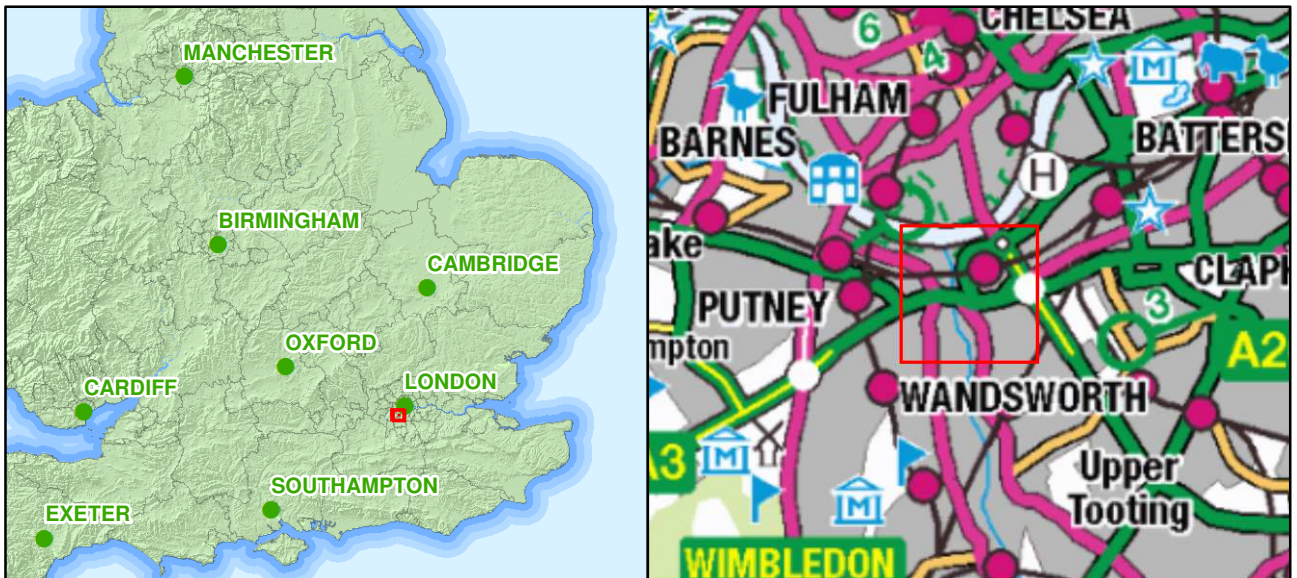 MANCHESTER
BIRMINGHAM
CAMBRIDGE
OXFORD
CARDIFF
LONDON
SOUTHAMPTON
EXETER
CHELSEA
6
4
FULHAM
BARNES
BATTERS
H
ake
PUTNEY
CLAPH
3
mpton
A2
WANDSWORTH
A3
M
M
M
Upper
Tooting
WIMBLEDON